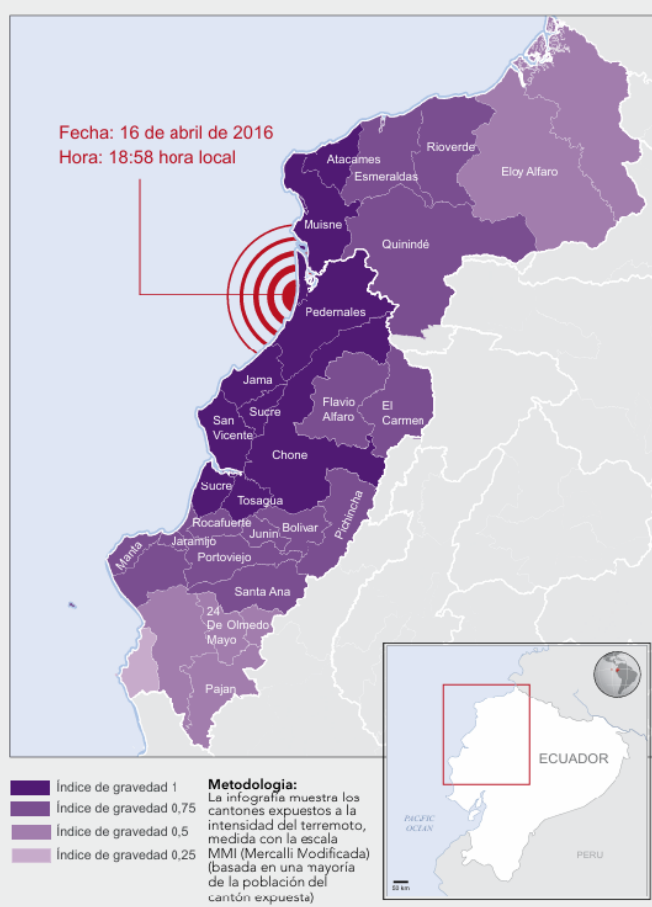 Fecha: 16 de abril de 2016
Hora: 18:58 hora local
Atacames
Esmeraldas
Rioverde
Eloy Alfaro
Muisne
Quinindé
Pedernales
Jama
San
Vicente
Sucre
Flavio
Alfaro
El
Carmen
Chone
Sucre
Tosagua
Pichincha
Rocafuerte
Junin
Bolivar
Manta
Jaramijo
Portoviejo
Santa Ana
24
De Olmedo
Mayo
Pajan
ECUADOR
PACIFIC
OCEAN
PERU
50 km
Índice de gravedad 1
Índice de gravedad 0,75
Índice de gravedad 0,5
Índice de gravedad 0,25
Metodologia:
La infografía muestra los
cantones expuestos a la
intensidad del terremoto,
medida con la escala
MMI (Mercalli Modificada)
(basada en una mayoría
de la población del
cantón expuesta)